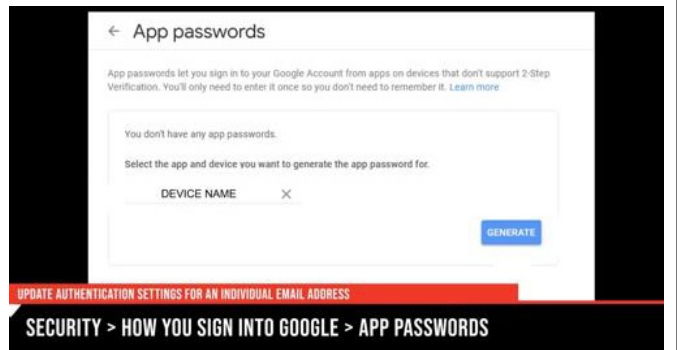 ← App passwords
App passwords let you sign in to your Google Account from apps on devices that don't support 2-Step
Verification. You'll only need to enter it once so you don't need to remember it. Learn more
You don't have any app passwords.
Select the app and device you want to generate the app password for.
DEVICE NAME ×
GENERATE
UPDATE AUTHENTICATION SETTINGS FOR AN INDIVIDUAL EMAIL ADDRESS
SECURITY > HOW YOU SIGN INTO GOOGLE > APP PASSWORDS